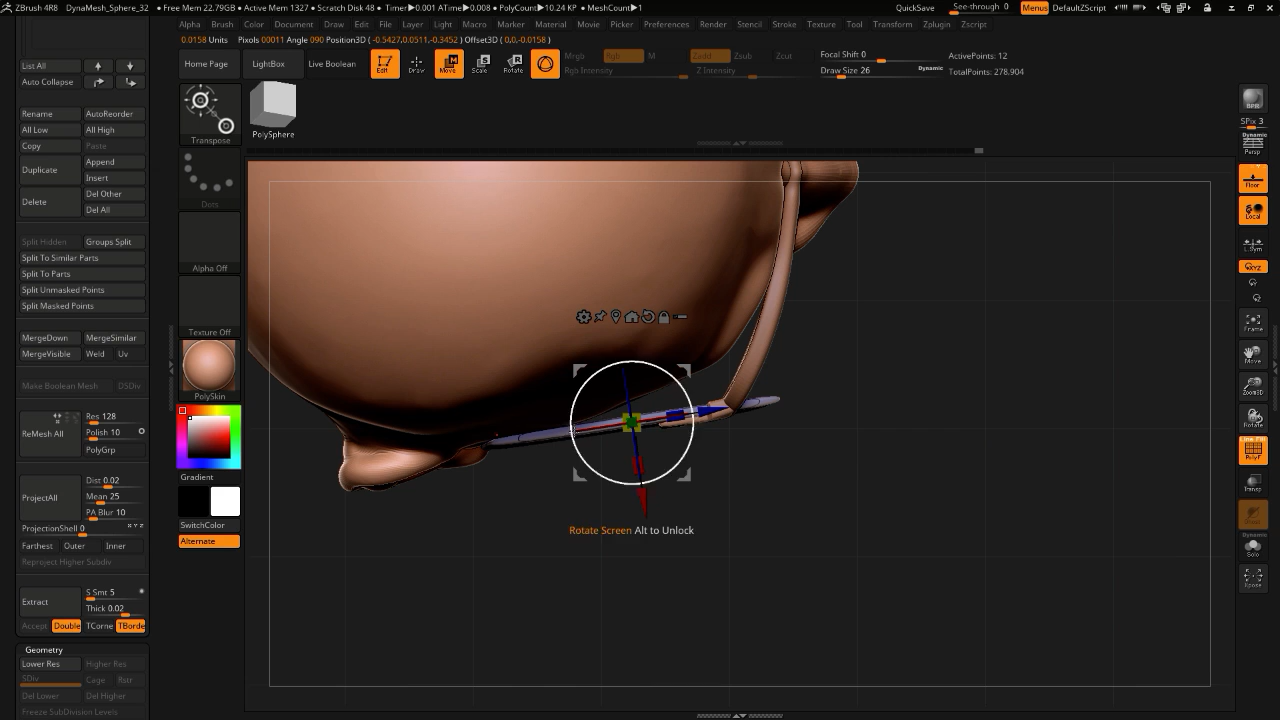 ZBrush 4R8 DynaMesh_Sphere_32 • Free Mem 22.79GB • Active Mem 1327 • Scratch Disk 48 • Timer▶0.001 ATime▶0.008 • PolyCount▶10.24 KP • MeshCount▶1 QuickSave See-through 0 Menus DefaultZScript
Alpha Brush Color Document Draw Edit File Layer Light Macro Marker Material Movie Picker Preferences Render Stencil Stroke Texture Tool Transform Zplugin Zscript
0.0158 Units Pixols 00011 Angle 090 Position3D ( -0.5427,0.0511,-0.3452 ) Offset3D ( 0,0,-0.0158 )
Home Page LightBox Live Boolean Edit Draw Move Scale Rotate
Mrgb Rgb M Zadd Zsub Zcut
Rgb Intensity Z Intensity
Focal Shift 0
Draw Size 26 Dynamic
ActivePoints: 12
TotalPoints: 278,904
List All
Auto Collapse
Rename AutoReorder
All Low All High
Copy Paste
Duplicate Append
Insert
Delete Del Other
Del All
Split Hidden Groups Split
Split To Similar Parts
Split To Parts
Split Unmasked Points
Split Masked Points
MergeDown MergeSimilar
MergeVisible Weld Uv
Make Boolean Mesh DSDiv
ReMesh All Res 128
Polish 10
PolyGrp
ProjectAll Dist 0.02
Mean 25
PA Blur 10
ProjectionShell 0 X Y Z
Farthest Outer Inner
Reproject Higher Subdiv
Extract S Smt 5
Thick 0.02
Accept Double TCorne TBorde
Geometry
Lower Res Higher Res
SDiv Cage Rstr
Del Lower Del Higher
Freeze SubDivision Levels
Transpose
Dots
Alpha Off
Texture Off
PolySkin
Gradient
SwitchColor
Alternate
PolySphere
Rotate Screen Alt to Unlock
BPR
SPix 3
Dynamic
Persp
Floor
Local
L.Sym
XYZ
Frame
Move
Zoom3D
Rotate
Line Fill
PolyF
Transp
Dynamic
Solo
Xpose